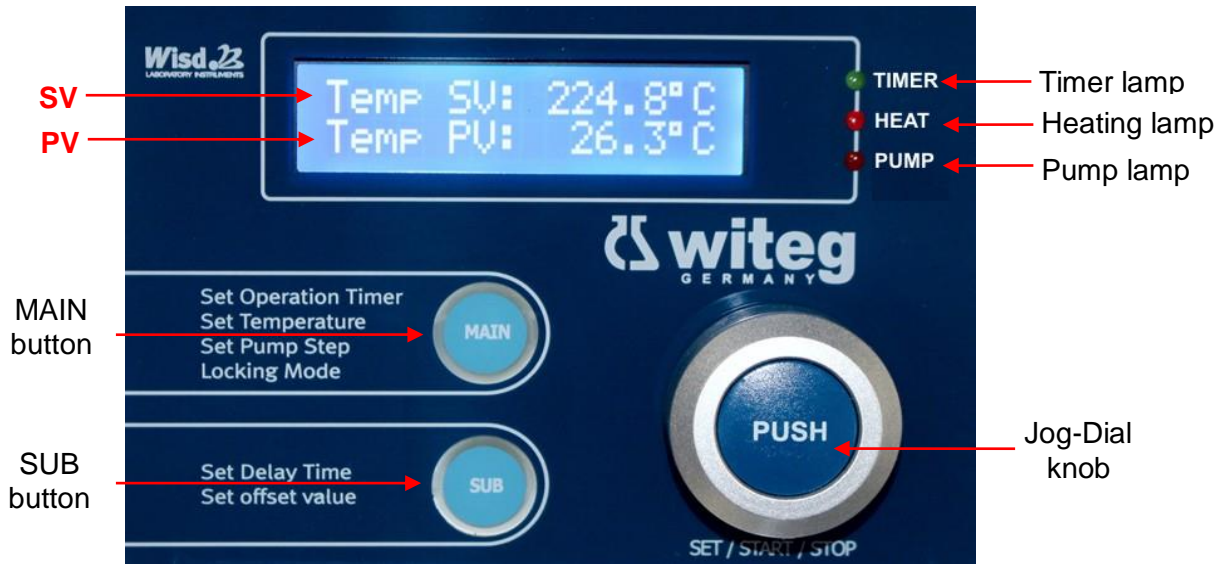 Wisd.23
LABORATORY INSTRUMENTS
SV
Temp SV: 224.8°C
TIMER
Timer lamp
PV
Temp PV: 26.3°C
HEAT
Heating lamp
PUMP
Pump lamp
witeg
GERMANY
MAIN
button
Set Operation Timer
Set Temperature
Set Pump Step
Locking Mode
MAIN
PUSH
Jog-Dial
knob
SUB
button
Set Delay Time
Set offset value
SUB
SET / START / STOP